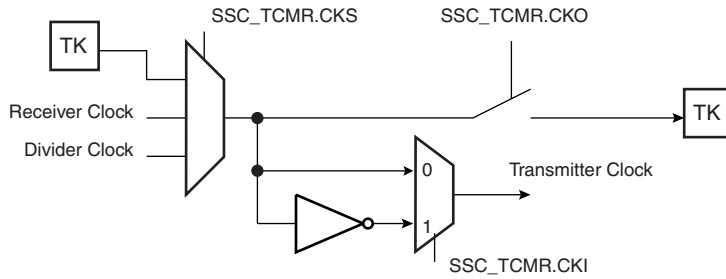 SSC_TCMR.CKS
SSC_TCMR.CKO
TK
Receiver Clock
TK
Divider Clock
0
Transmitter Clock
1
SSC_TCMR.CKI